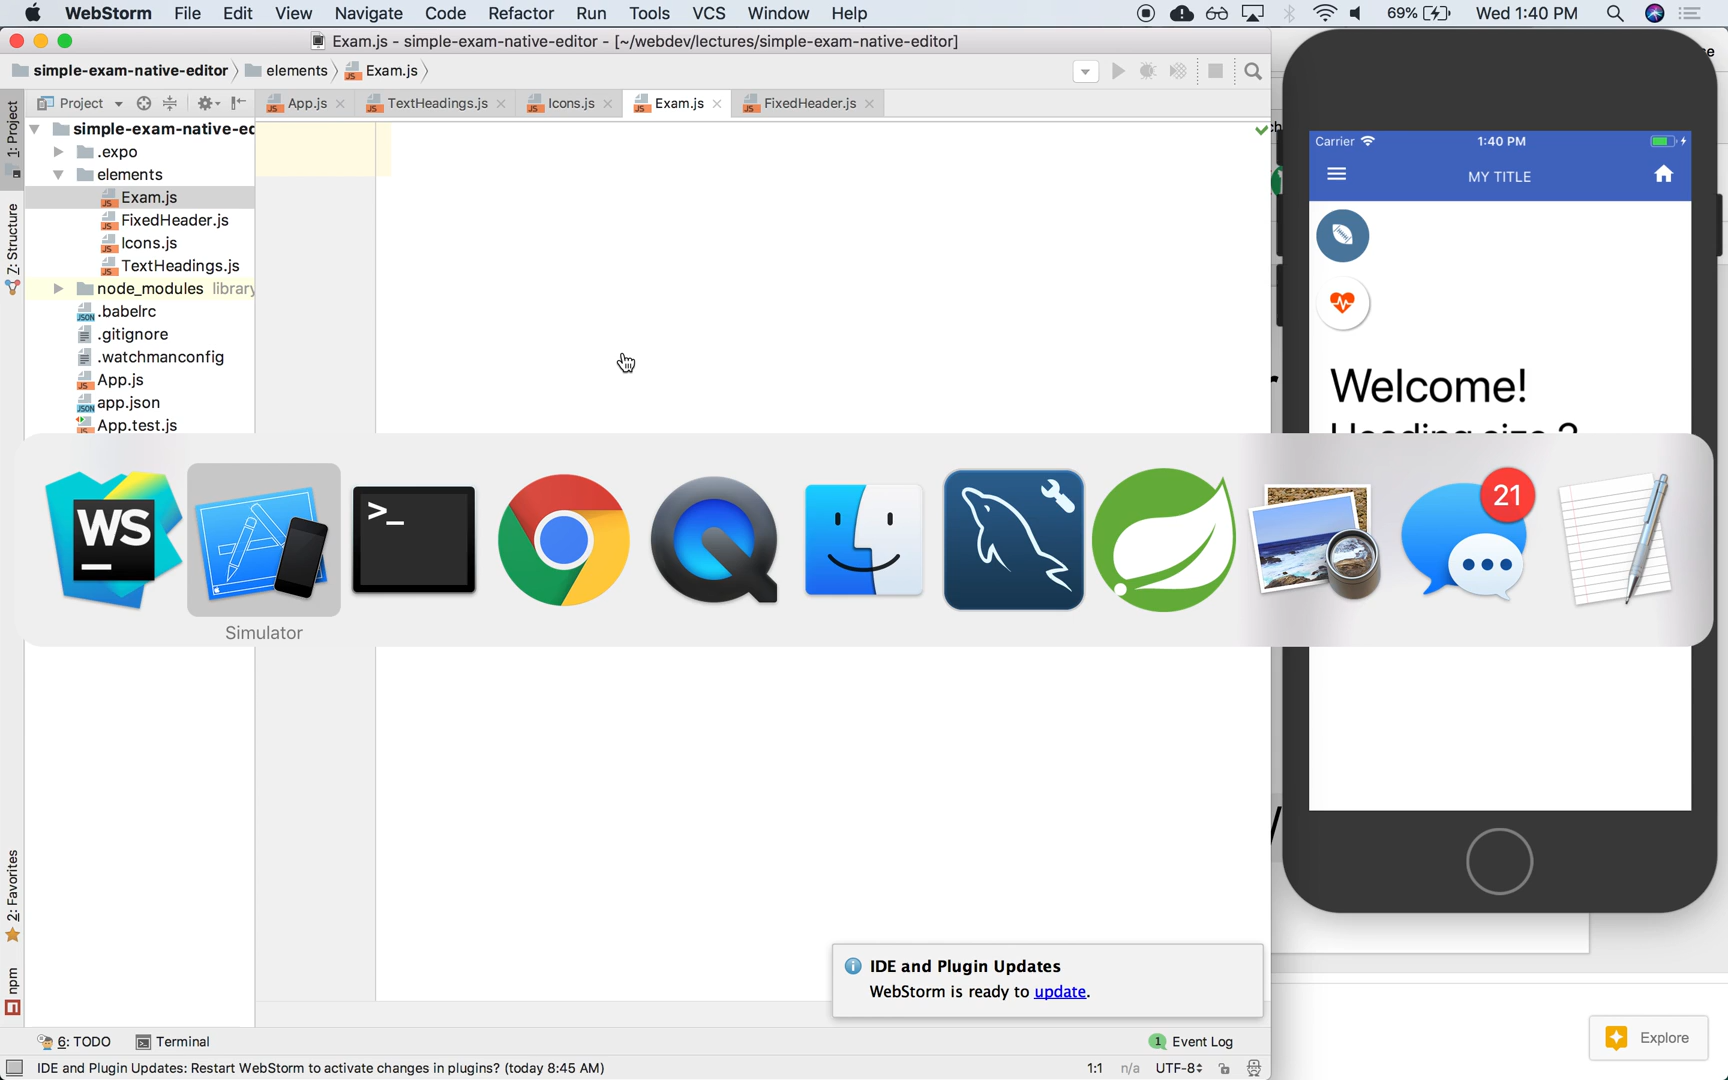 WebStorm File Edit View Navigate Code Refactor Run Tools VCS Window Help 69% Wed 1:40 PM
Exam.js - simple-exam-native-editor - [~/webdev/lectures/simple-exam-native-editor]
simple-exam-native-editor elements Exam.js
Project App.js TextHeadings.js Icons.js Exam.js FixedHeader.js
1: Project
Z: Structure
2: Favorites
npm
simple-exam-native-ed
.expo
elements
Exam.js
FixedHeader.js
Icons.js
TextHeadings.js
node_modules library
.babelrc
.gitignore
.watchmanconfig
App.js
app.json
App.test.js
Carrier 1:40 PM
MY TITLE
Welcome!
Heading size 2
WS
>_
21
Simulator
IDE and Plugin Updates
WebStorm is ready to update.
6: TODO Terminal 1 Event Log
IDE and Plugin Updates: Restart WebStorm to activate changes in plugins? (today 8:45 AM) 1:1 n/a UTF-8
Explore